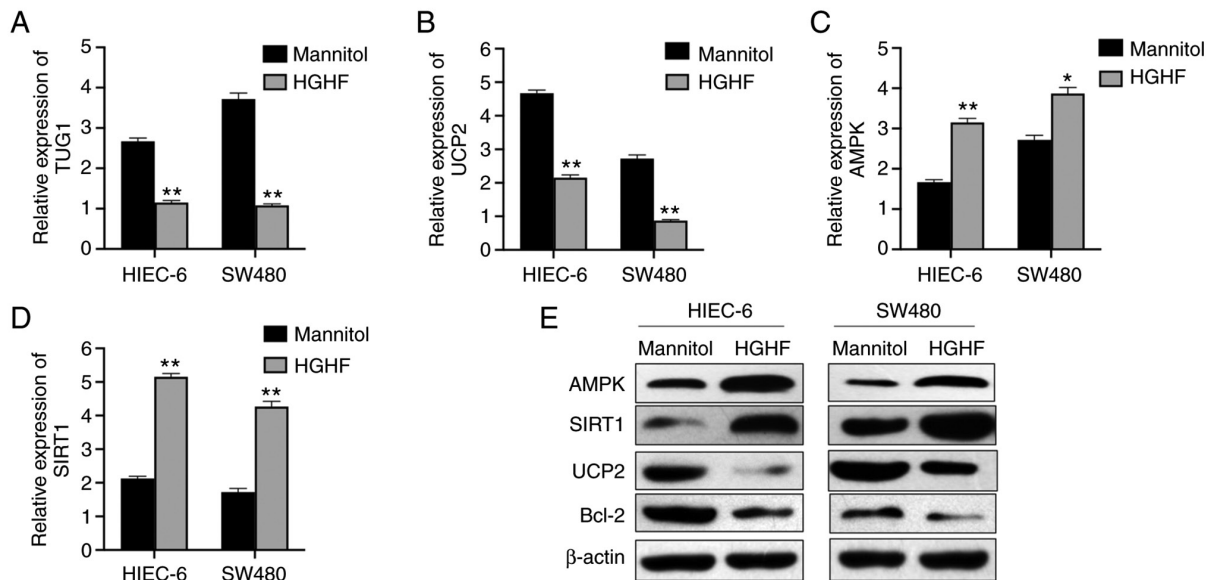 A
Relative expression of
TUG1
5
4
3
2
1
0
Mannitol
HGHF
**
**
HIEC-6 SW480
B
Relative expression of
UCP2
6
5
4
3
2
1
0
Mannitol
HGHF
**
**
HIEC-6 SW480
C
Relative expression of
AMPK
5
4
3
2
1
0
Mannitol
HGHF
**
*
HIEC-6 SW480
D
Relative expression of
SIRT1
6
5
4
3
2
1
0
Mannitol
HGHF
**
**
HIEC-6 SW480
E
HIEC-6 SW480
Mannitol HGHF Mannitol HGHF
AMPK
SIRT1
UCP2
Bcl-2
β-actin